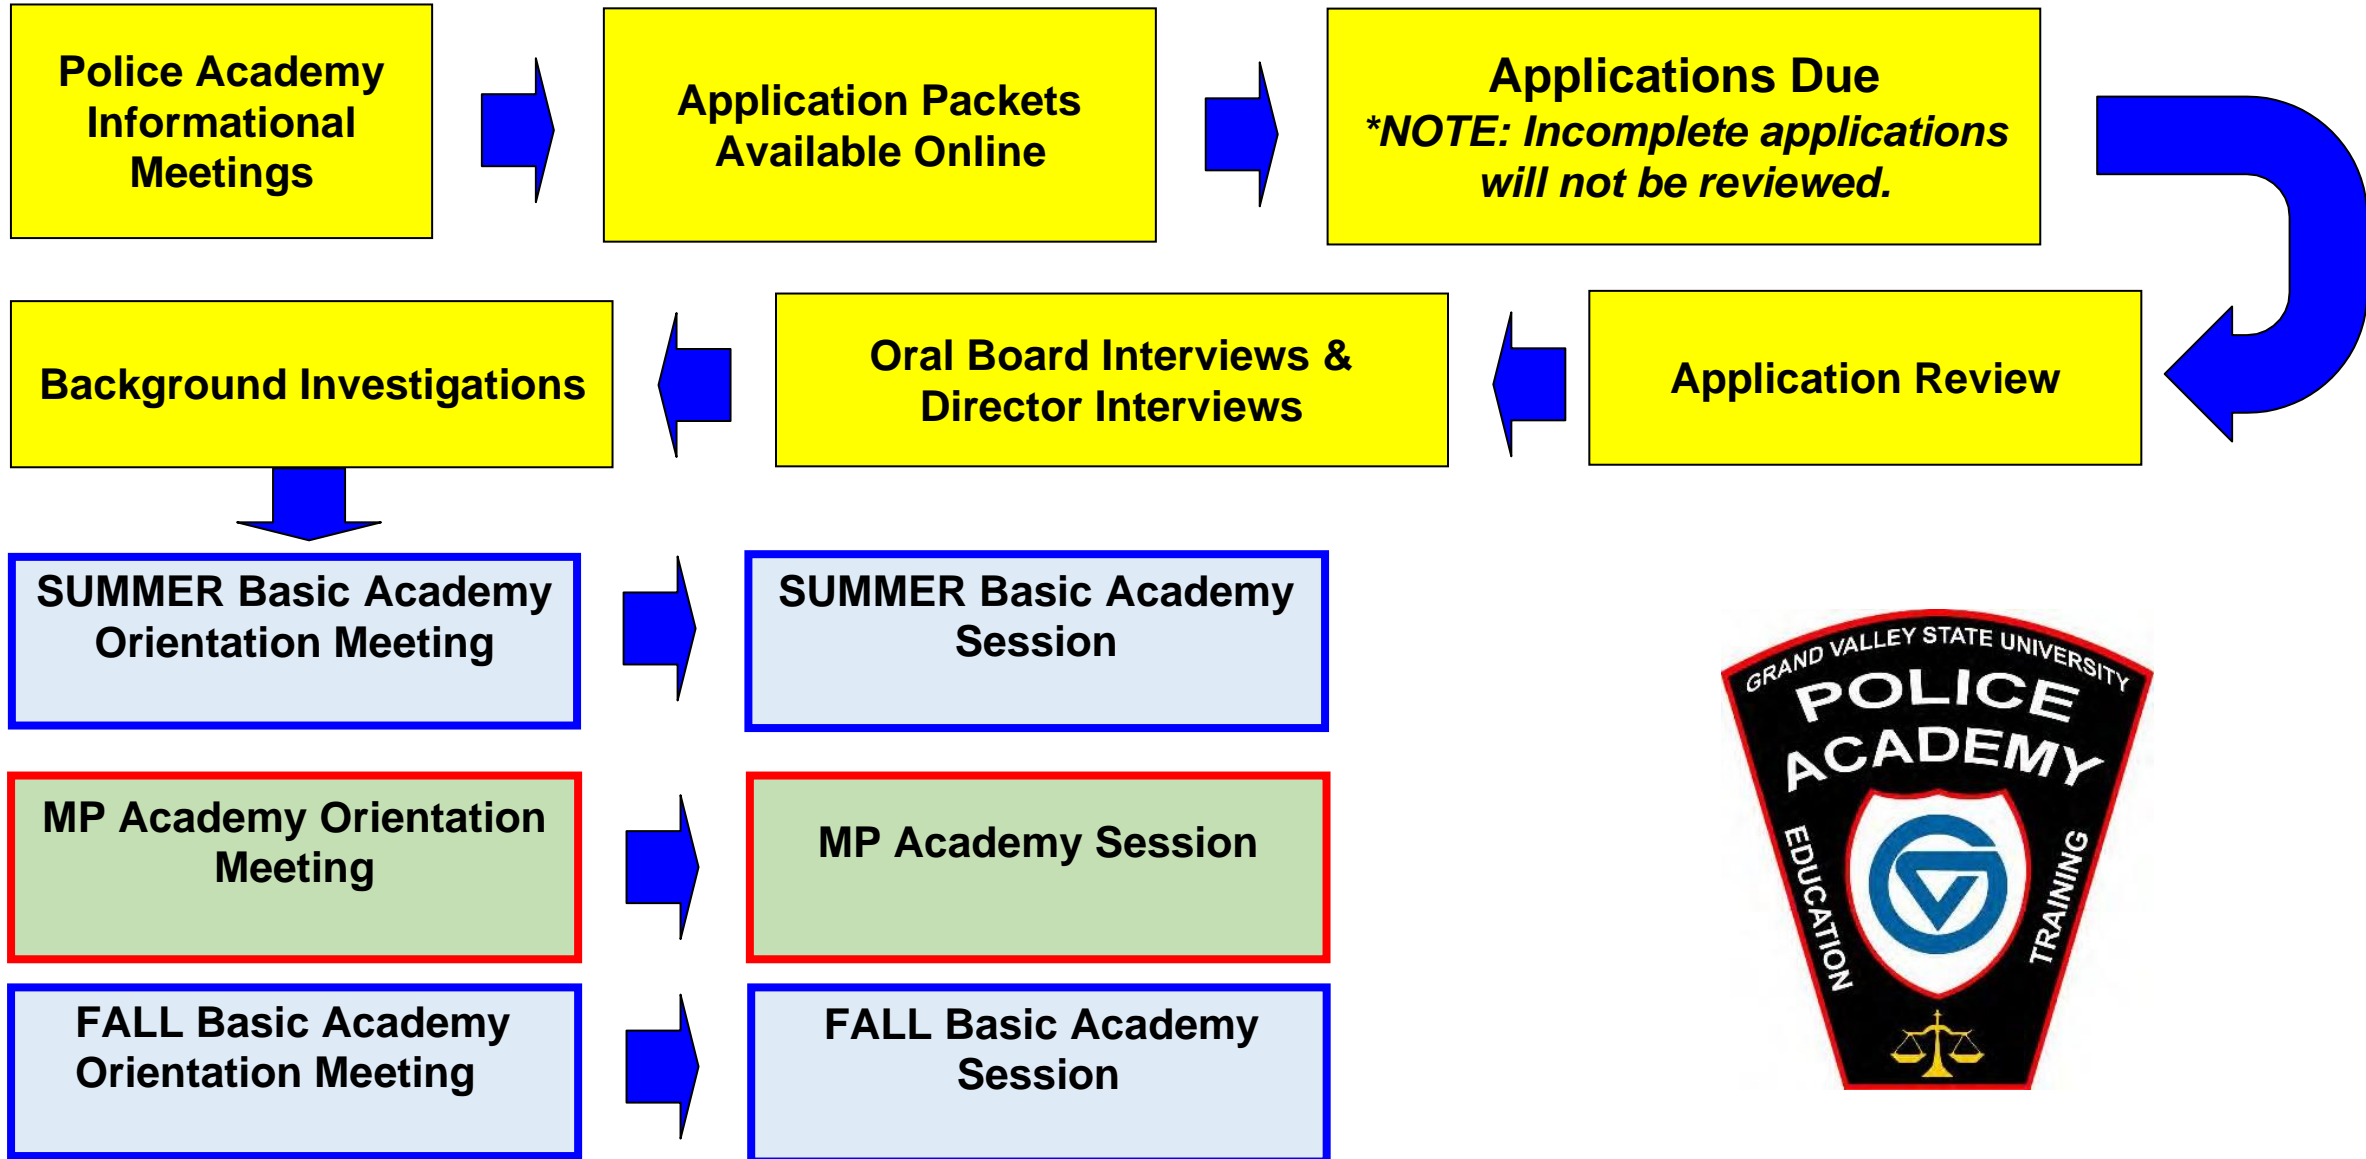 Police Academy
Informational
Meetings
Application Packets
Available Online
Applications Due
*NOTE: Incomplete applications
will not be reviewed.
Application Review
Oral Board Interviews &
Director Interviews
Background Investigations
SUMMER Basic Academy
Orientation Meeting
SUMMER Basic Academy
Session
MP Academy Orientation
Meeting
MP Academy Session
FALL Basic Academy
Orientation Meeting
FALL Basic Academy
Session
GRAND VALLEY STATE UNIVERSITY
POLICE
ACADEMY
EDUCATION
TRAINING